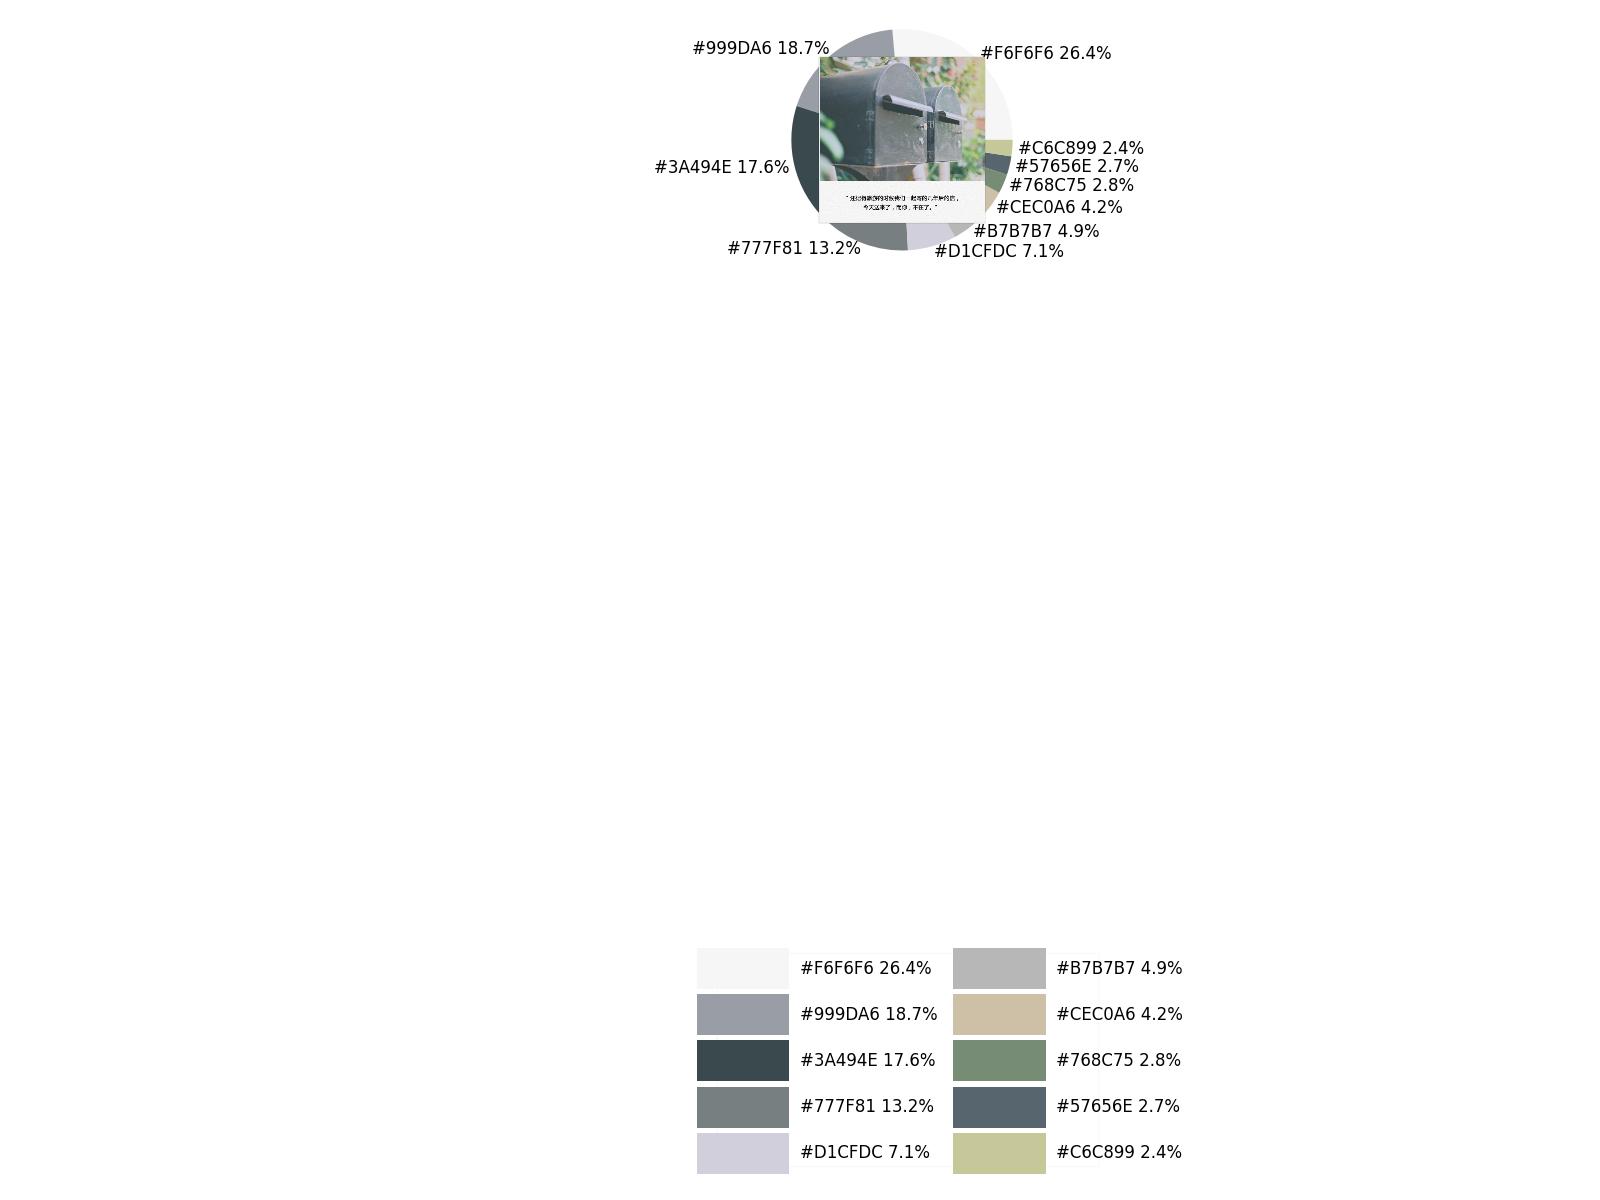 #999DA6 18.7%
#F6F6F6 26.4%
#C6C899 2.4%
#57656E 2.7%
#3A494E 17.6%
#768C75 2.8%
#CEC0A6 4.2%
#B7B7B7 4.9%
#777F81 13.2%
#D1CFDC 7.1%
#F6F6F6 26.4%
#999DA6 18.7%
#3A494E 17.6%
#777F81 13.2%
#D1CFDC 7.1%
#B7B7B7 4.9%
#CEC0A6 4.2%
#768C75 2.8%
#57656E 2.7%
#C6C899 2.4%